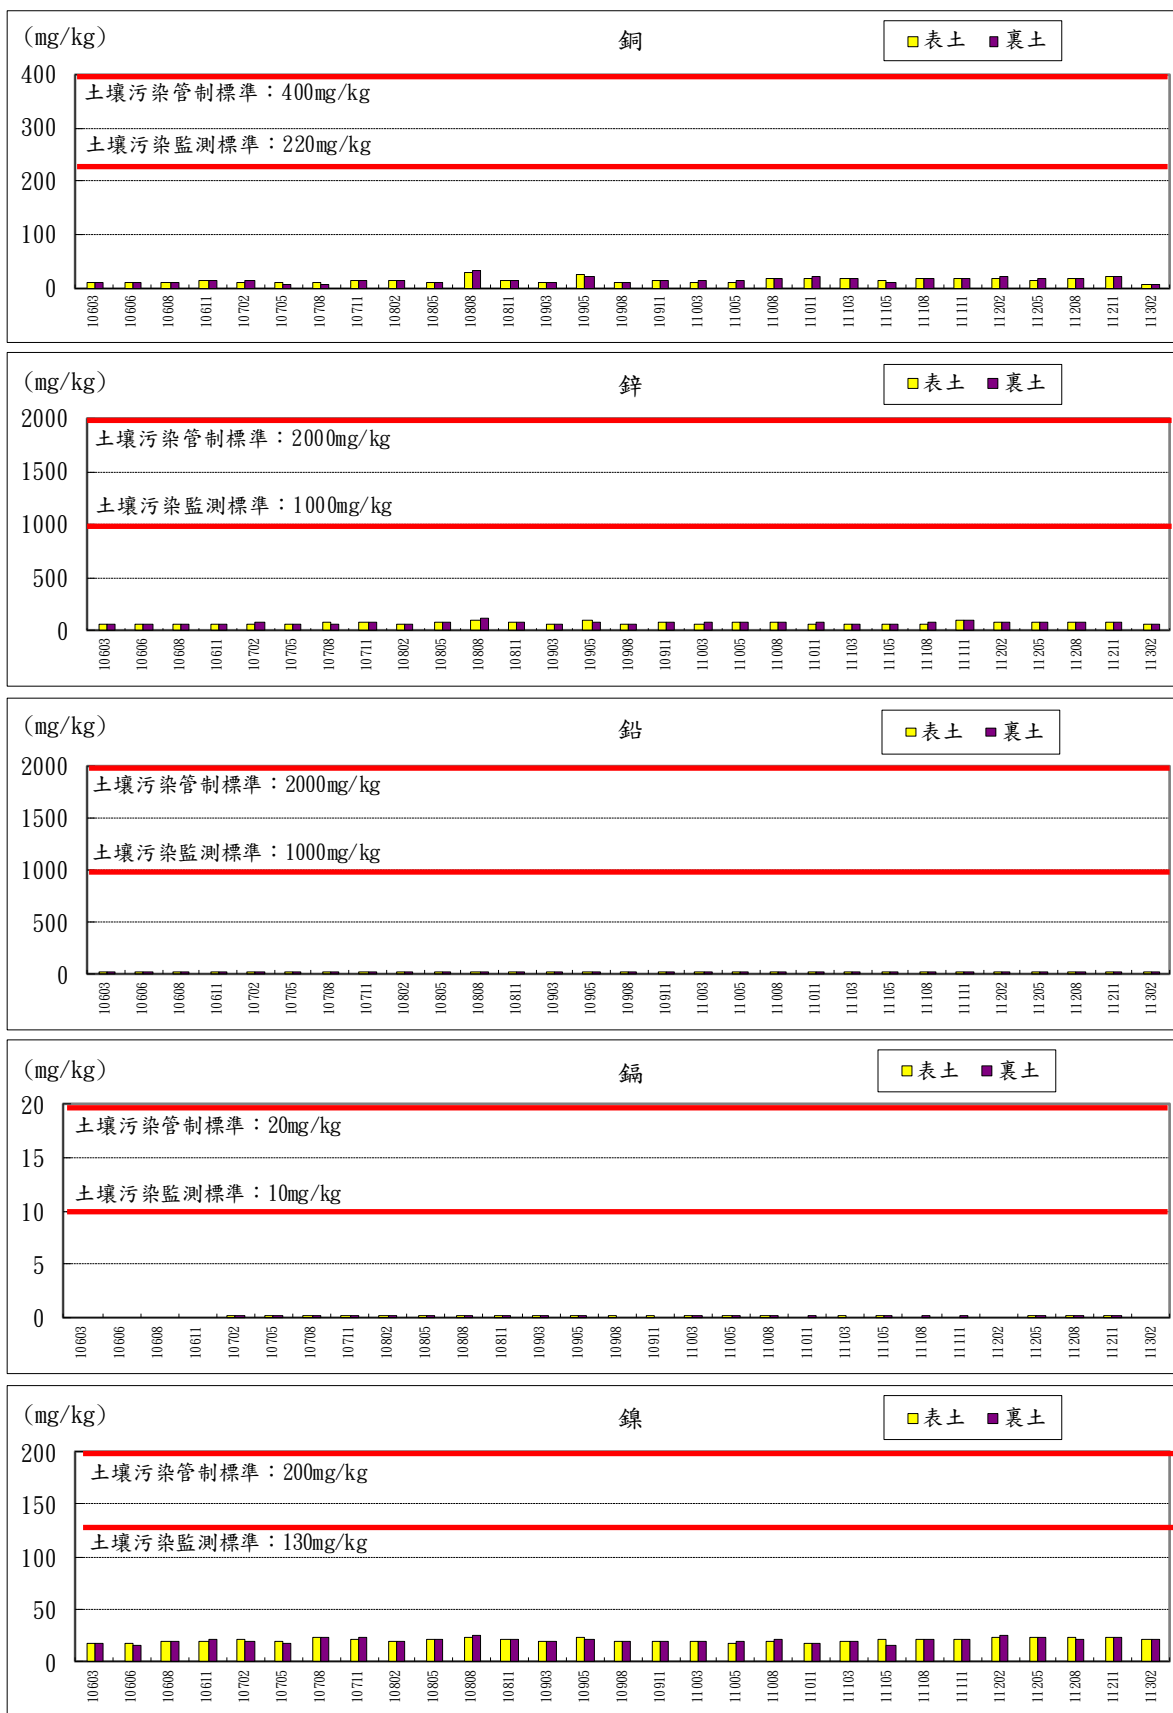 (mg/kg)
銅
表土 裏土
400
土壤污染管制標準：400mg/kg
300
土壤污染監測標準：220mg/kg
200
100
0
10603 10606 10608 10611 10702 10705 10708 10711 10802 10805 10808 10811 10903 10905 10908 10911 11003 11005 11008 11011 11103 11105 11108 11111 11202 11205 11208 11211 11302
(mg/kg)
鋅
表土 裏土
2000
土壤污染管制標準：2000mg/kg
1500
土壤污染監測標準：1000mg/kg
1000
500
0
10603 10606 10608 10611 10702 10705 10708 10711 10802 10805 10808 10811 10903 10905 10908 10911 11003 11005 11008 11011 11103 11105 11108 11111 11202 11205 11208 11211 11302
(mg/kg)
鉛
表土 裏土
2000
土壤污染管制標準：2000mg/kg
1500
土壤污染監測標準：1000mg/kg
1000
500
0
10603 10606 10608 10611 10702 10705 10708 10711 10802 10805 10808 10811 10903 10905 10908 10911 11003 11005 11008 11011 11103 11105 11108 11111 11202 11205 11208 11211 11302
(mg/kg)
鎘
表土 裏土
20
土壤污染管制標準：20mg/kg
15
土壤污染監測標準：10mg/kg
10
5
0
10603 10606 10608 10611 10702 10705 10708 10711 10802 10805 10808 10811 10903 10905 10908 10911 11003 11005 11008 11011 11103 11105 11108 11111 11202 11205 11208 11211 11302
(mg/kg)
鎳
表土 裏土
200
土壤污染管制標準：200mg/kg
150
土壤污染監測標準：130mg/kg
100
50
0
10603 10606 10608 10611 10702 10705 10708 10711 10802 10805 10808 10811 10903 10905 10908 10911 11003 11005 11008 11011 11103 11105 11108 11111 11202 11205 11208 11211 11302